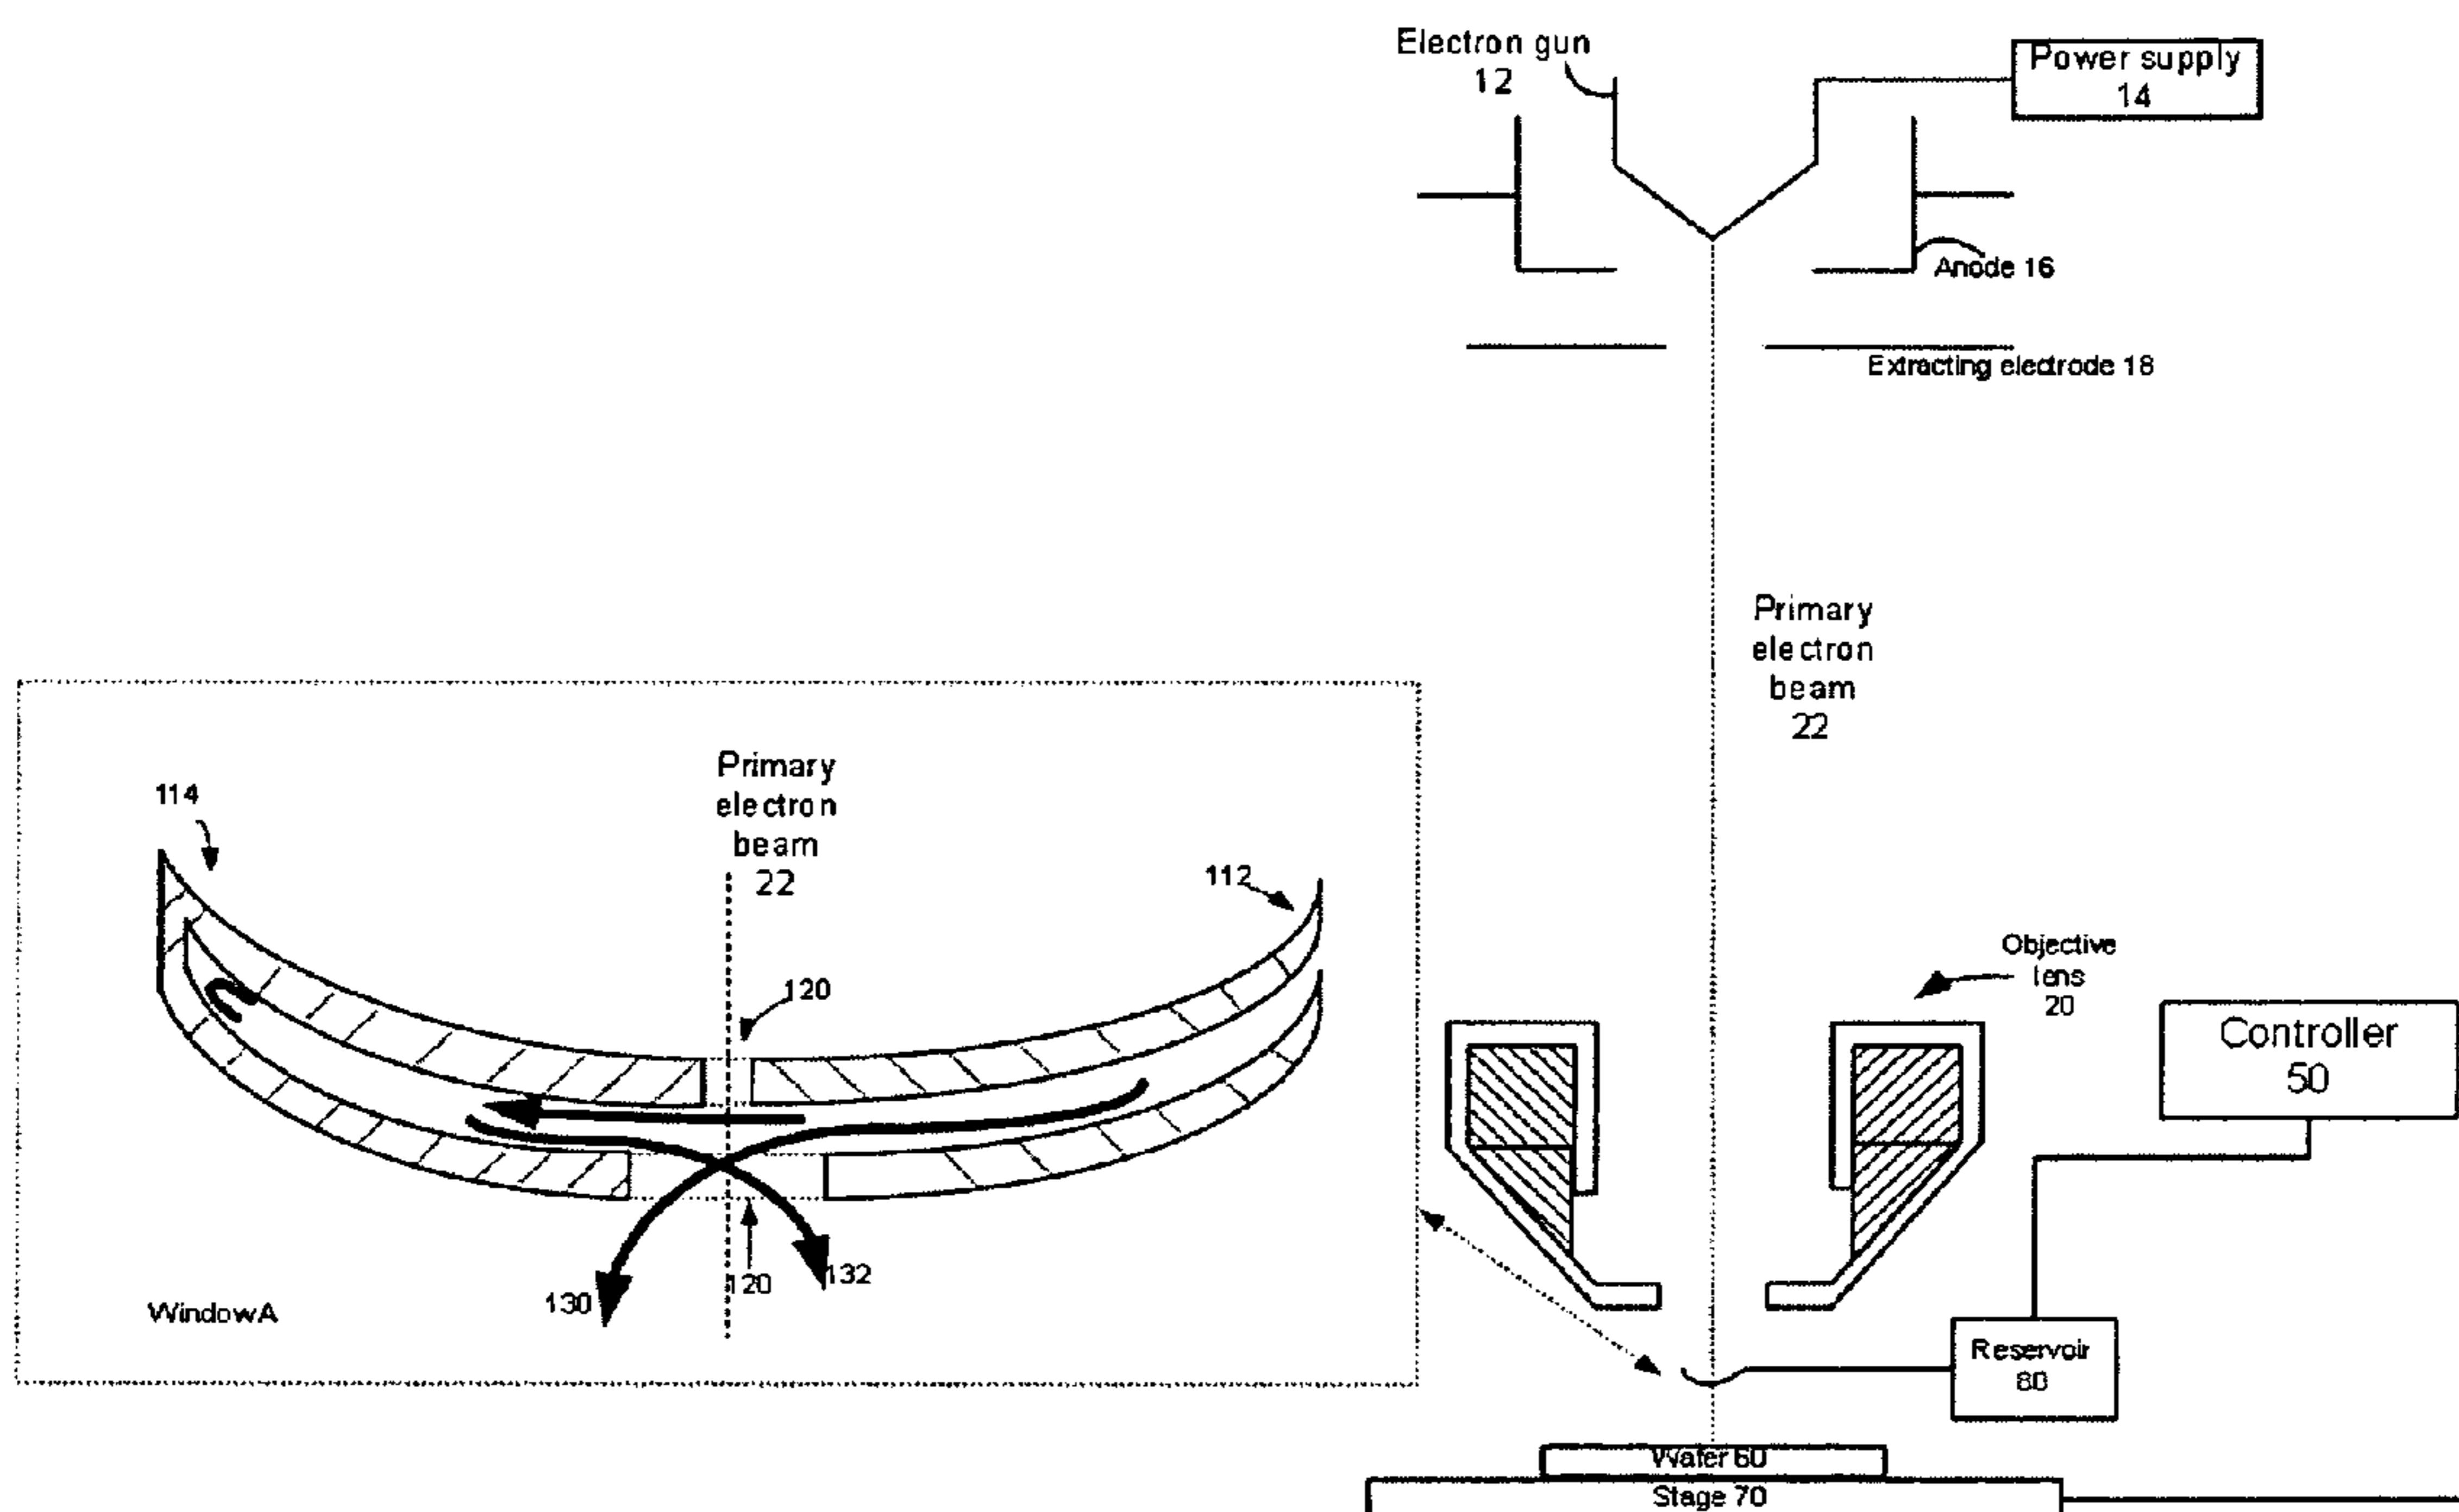 Electron gun
12
Power supply
14
Anode 16
Extracting electrode 18
Primary
electron
beam
22
Primary
electron
beam
22
114
112
120
Objective
lens
20
Controller
50
130
120
132
Window A
Reservoir
80
Wafer 60
Stage 70